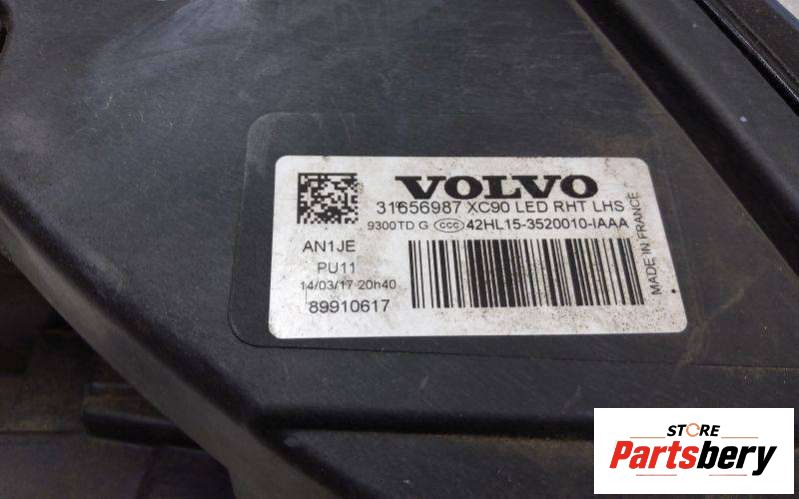 VOLVO
31656987 XC90 LED RHT LHS
9300TD G CCC 42HL15-3520010-IAAA
AN1JE
PU11
14/03/17 20h40
89910617
MADE IN FRANCE
STORE
Partsbery